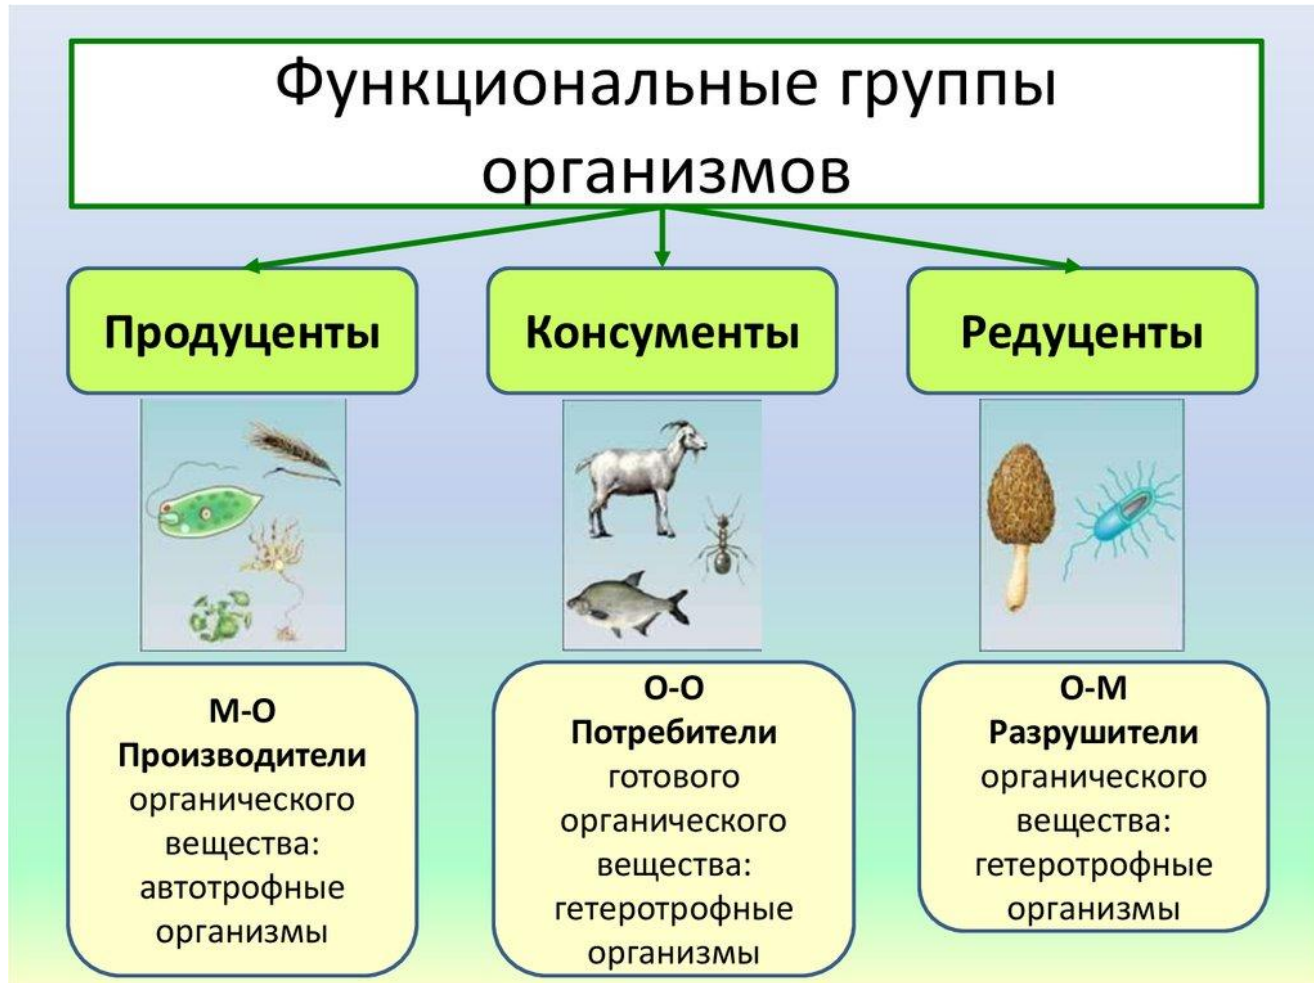 Функциональные группы
организмов
Продуценты
Консументы
Редуценты
М-О
Производители
органического
вещества:
автотрофные
организмы
О-О
Потребители
готового
органического
вещества:
гетеротрофные
организмы
О-М
Разрушители
органического
вещества:
гетеротрофные
организмы